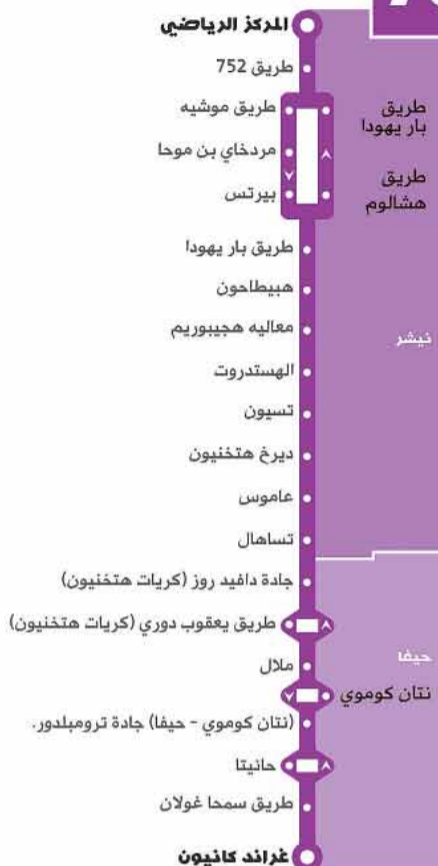 المركز الرياضي
طريق 752
طريق موشيه
طريق
بار يهودا
مردخاي بن موحا
طريق
هشالوم
بيرتس
طريق بار يهودا
هبيطاحون
معاليه هجيبوريم
نيشر
الهستدروت
تسيون
ديرخ هتخنيون
عاموس
تساهال
جادة دافيد روز (كريات هتخنيون)
طريق يعقوب دوري (كريات هتخنيون)
حيفا
ملال
نتان كوموي
(نتان كوموي - حيفا) جادة ترومبلدور.
حانيتا
طريق سمحا غولان
غراند كانيون